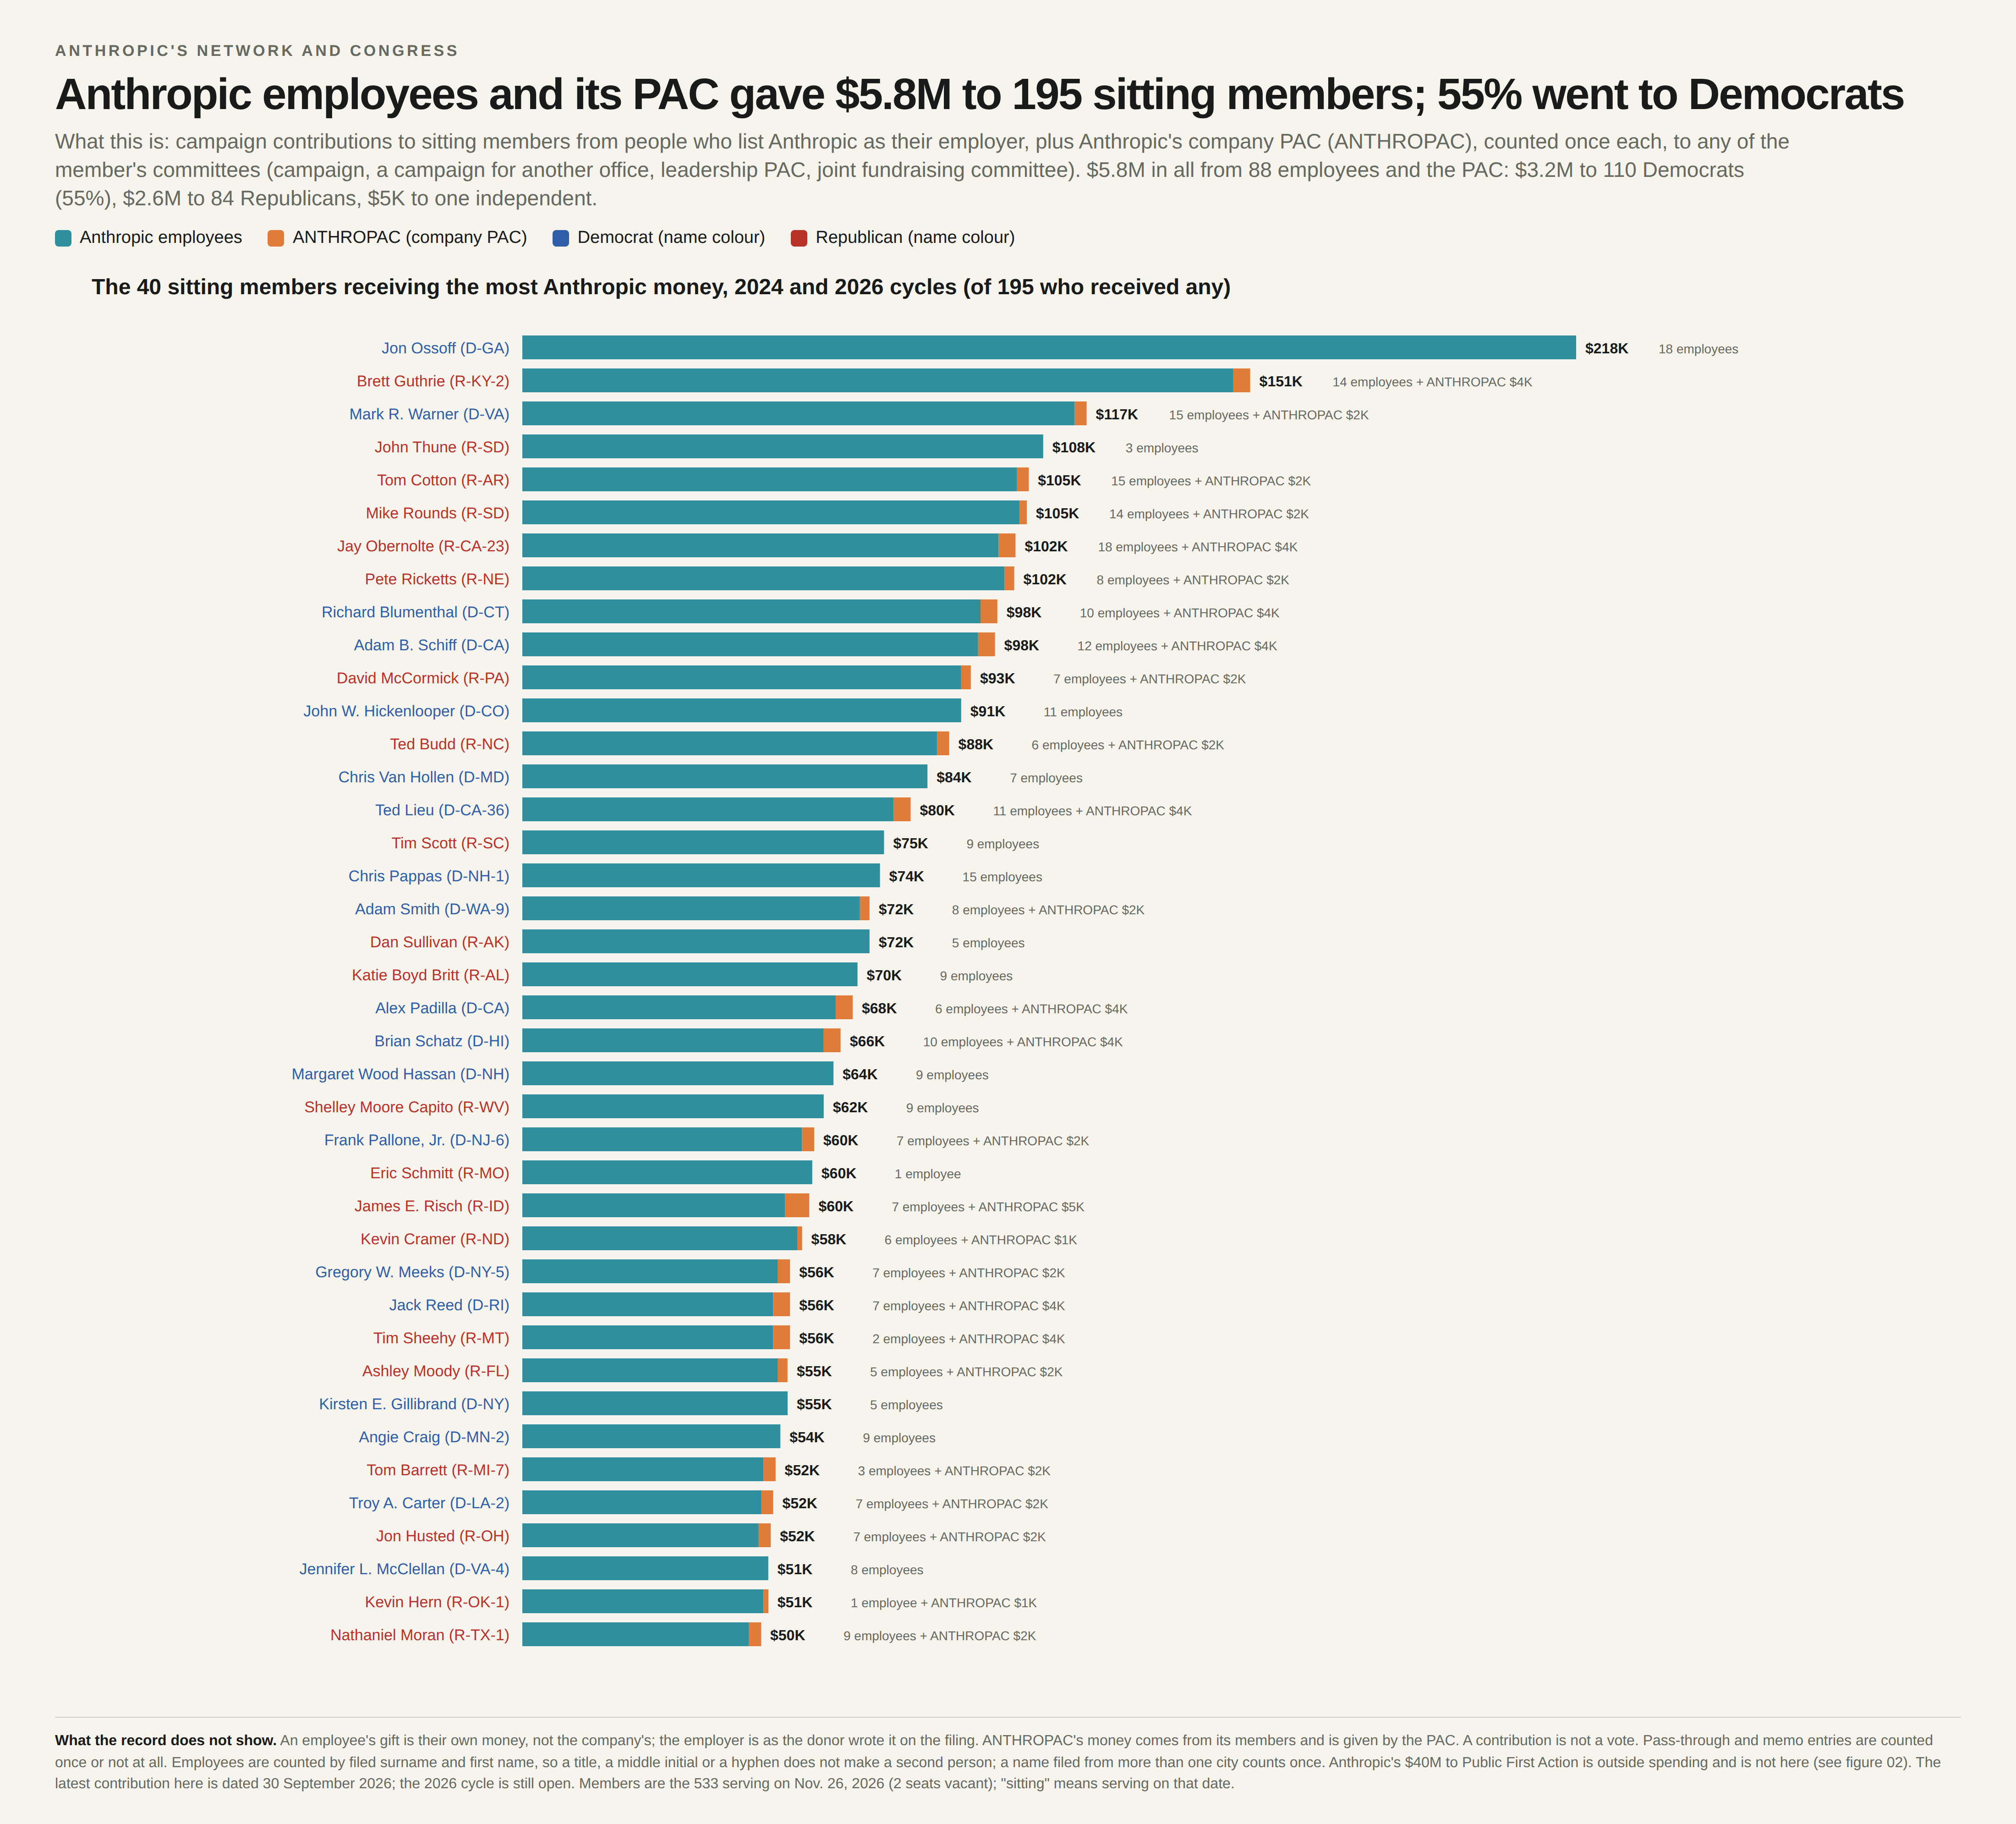 ANTHROPIC'S NETWORK AND CONGRESS
Anthropic employees and its PAC gave $5.8M to 195 sitting members; 55% went to Democrats
What this is: campaign contributions to sitting members from people who list Anthropic as their employer, plus Anthropic's company PAC (ANTHROPAC), counted once each, to any of the
member's committees (campaign, a campaign for another office, leadership PAC, joint fundraising committee). $5.8M in all from 88 employees and the PAC: $3.2M to 110 Democrats
(55%), $2.6M to 84 Republicans, $5K to one independent.
Anthropic employees ANTHROPAC (company PAC) Democrat (name colour) Republican (name colour)
The 40 sitting members receiving the most Anthropic money, 2024 and 2026 cycles (of 195 who received any)
Jon Ossoff (D-GA) $218K 18 employees
Brett Guthrie (R-KY-2) $151K 14 employees + ANTHROPAC $4K
Mark R. Warner (D-VA) $117K 15 employees + ANTHROPAC $2K
John Thune (R-SD) $108K 3 employees
Tom Cotton (R-AR) $105K 15 employees + ANTHROPAC $2K
Mike Rounds (R-SD) $105K 14 employees + ANTHROPAC $2K
Jay Obernolte (R-CA-23) $102K 18 employees + ANTHROPAC $4K
Pete Ricketts (R-NE) $102K 8 employees + ANTHROPAC $2K
Richard Blumenthal (D-CT) $98K 10 employees + ANTHROPAC $4K
Adam B. Schiff (D-CA) $98K 12 employees + ANTHROPAC $4K
David McCormick (R-PA) $93K 7 employees + ANTHROPAC $2K
John W. Hickenlooper (D-CO) $91K 11 employees
Ted Budd (R-NC) $88K 6 employees + ANTHROPAC $2K
Chris Van Hollen (D-MD) $84K 7 employees
Ted Lieu (D-CA-36) $80K 11 employees + ANTHROPAC $4K
Tim Scott (R-SC) $75K 9 employees
Chris Pappas (D-NH-1) $74K 15 employees
Adam Smith (D-WA-9) $72K 8 employees + ANTHROPAC $2K
Dan Sullivan (R-AK) $72K 5 employees
Katie Boyd Britt (R-AL) $70K 9 employees
Alex Padilla (D-CA) $68K 6 employees + ANTHROPAC $4K
Brian Schatz (D-HI) $66K 10 employees + ANTHROPAC $4K
Margaret Wood Hassan (D-NH) $64K 9 employees
Shelley Moore Capito (R-WV) $62K 9 employees
Frank Pallone, Jr. (D-NJ-6) $60K 7 employees + ANTHROPAC $2K
Eric Schmitt (R-MO) $60K 1 employee
James E. Risch (R-ID) $60K 7 employees + ANTHROPAC $5K
Kevin Cramer (R-ND) $58K 6 employees + ANTHROPAC $1K
Gregory W. Meeks (D-NY-5) $56K 7 employees + ANTHROPAC $2K
Jack Reed (D-RI) $56K 7 employees + ANTHROPAC $4K
Tim Sheehy (R-MT) $56K 2 employees + ANTHROPAC $4K
Ashley Moody (R-FL) $55K 5 employees + ANTHROPAC $2K
Kirsten E. Gillibrand (D-NY) $55K 5 employees
Angie Craig (D-MN-2) $54K 9 employees
Tom Barrett (R-MI-7) $52K 3 employees + ANTHROPAC $2K
Troy A. Carter (D-LA-2) $52K 7 employees + ANTHROPAC $2K
Jon Husted (R-OH) $52K 7 employees + ANTHROPAC $2K
Jennifer L. McClellan (D-VA-4) $51K 8 employees
Kevin Hern (R-OK-1) $51K 1 employee + ANTHROPAC $1K
Nathaniel Moran (R-TX-1) $50K 9 employees + ANTHROPAC $2K
What the record does not show. An employee's gift is their own money, not the company's; the employer is as the donor wrote it on the filing. ANTHROPAC's money comes from its members and is given by the PAC. A contribution is not a vote. Pass-through and memo entries are counted
once or not at all. Employees are counted by filed surname and first name, so a title, a middle initial or a hyphen does not make a second person; a name filed from more than one city counts once. Anthropic's $40M to Public First Action is outside spending and is not here (see figure 02). The
latest contribution here is dated 30 September 2026; the 2026 cycle is still open. Members are the 533 serving on Nov. 26, 2026 (2 seats vacant); "sitting" means serving on that date.